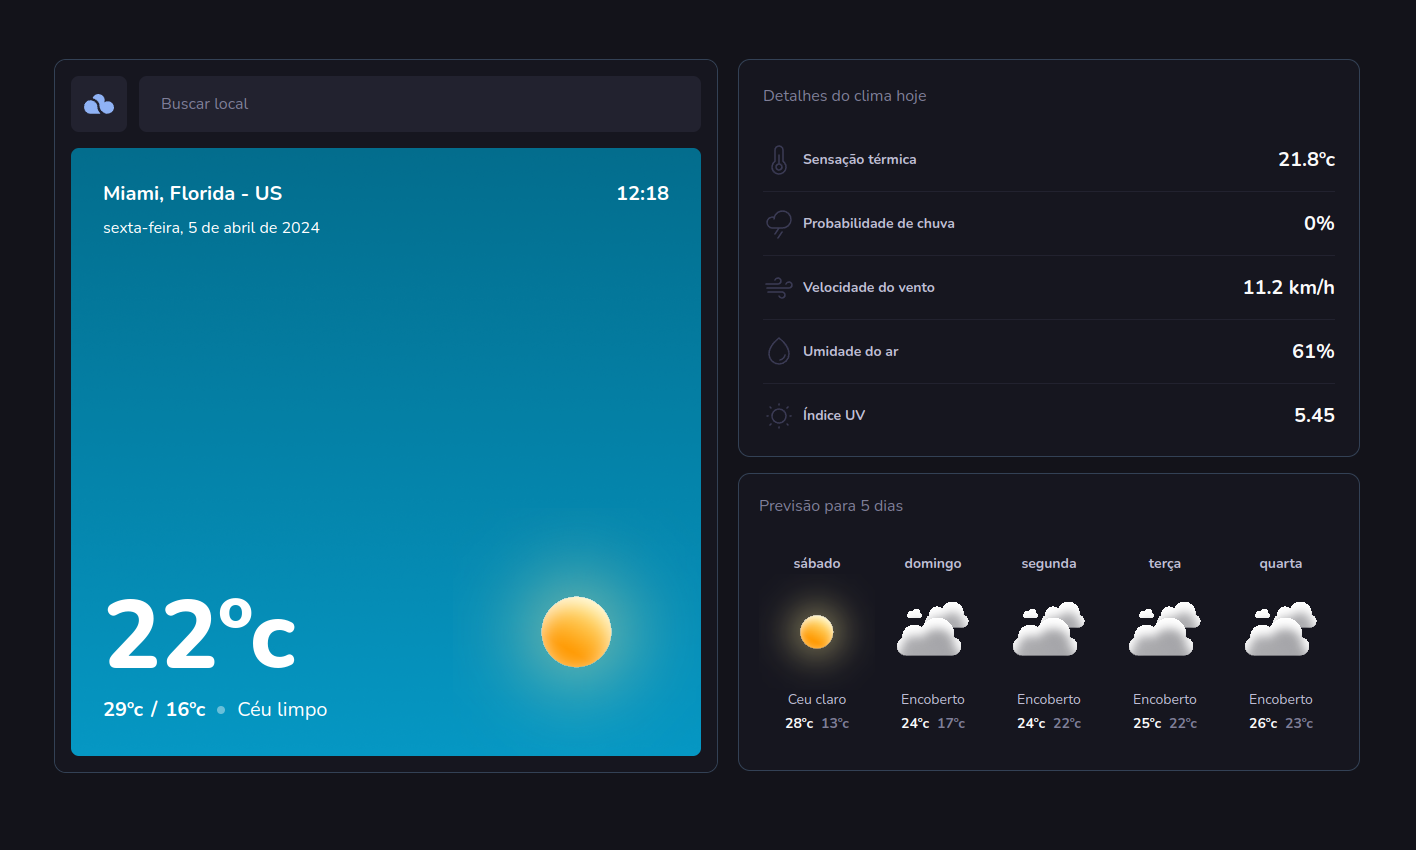 Buscar local
Miami, Florida - US
12:18
sexta-feira, 5 de abril de 2024
22ºc
29ºc / 16ºc
Céu limpo
Detalhes do clima hoje
Sensação térmica
21.8ºc
Probabilidade de chuva
0%
Velocidade do vento
11.2 km/h
Umidade do ar
61%
Índice UV
5.45
Previsão para 5 dias
sábado
domingo
segunda
terça
quarta
Ceu claro
Encoberto
Encoberto
Encoberto
Encoberto
28ºc 13ºc
24ºc 17ºc
24ºc 22ºc
25ºc 22ºc
26ºc 23ºc